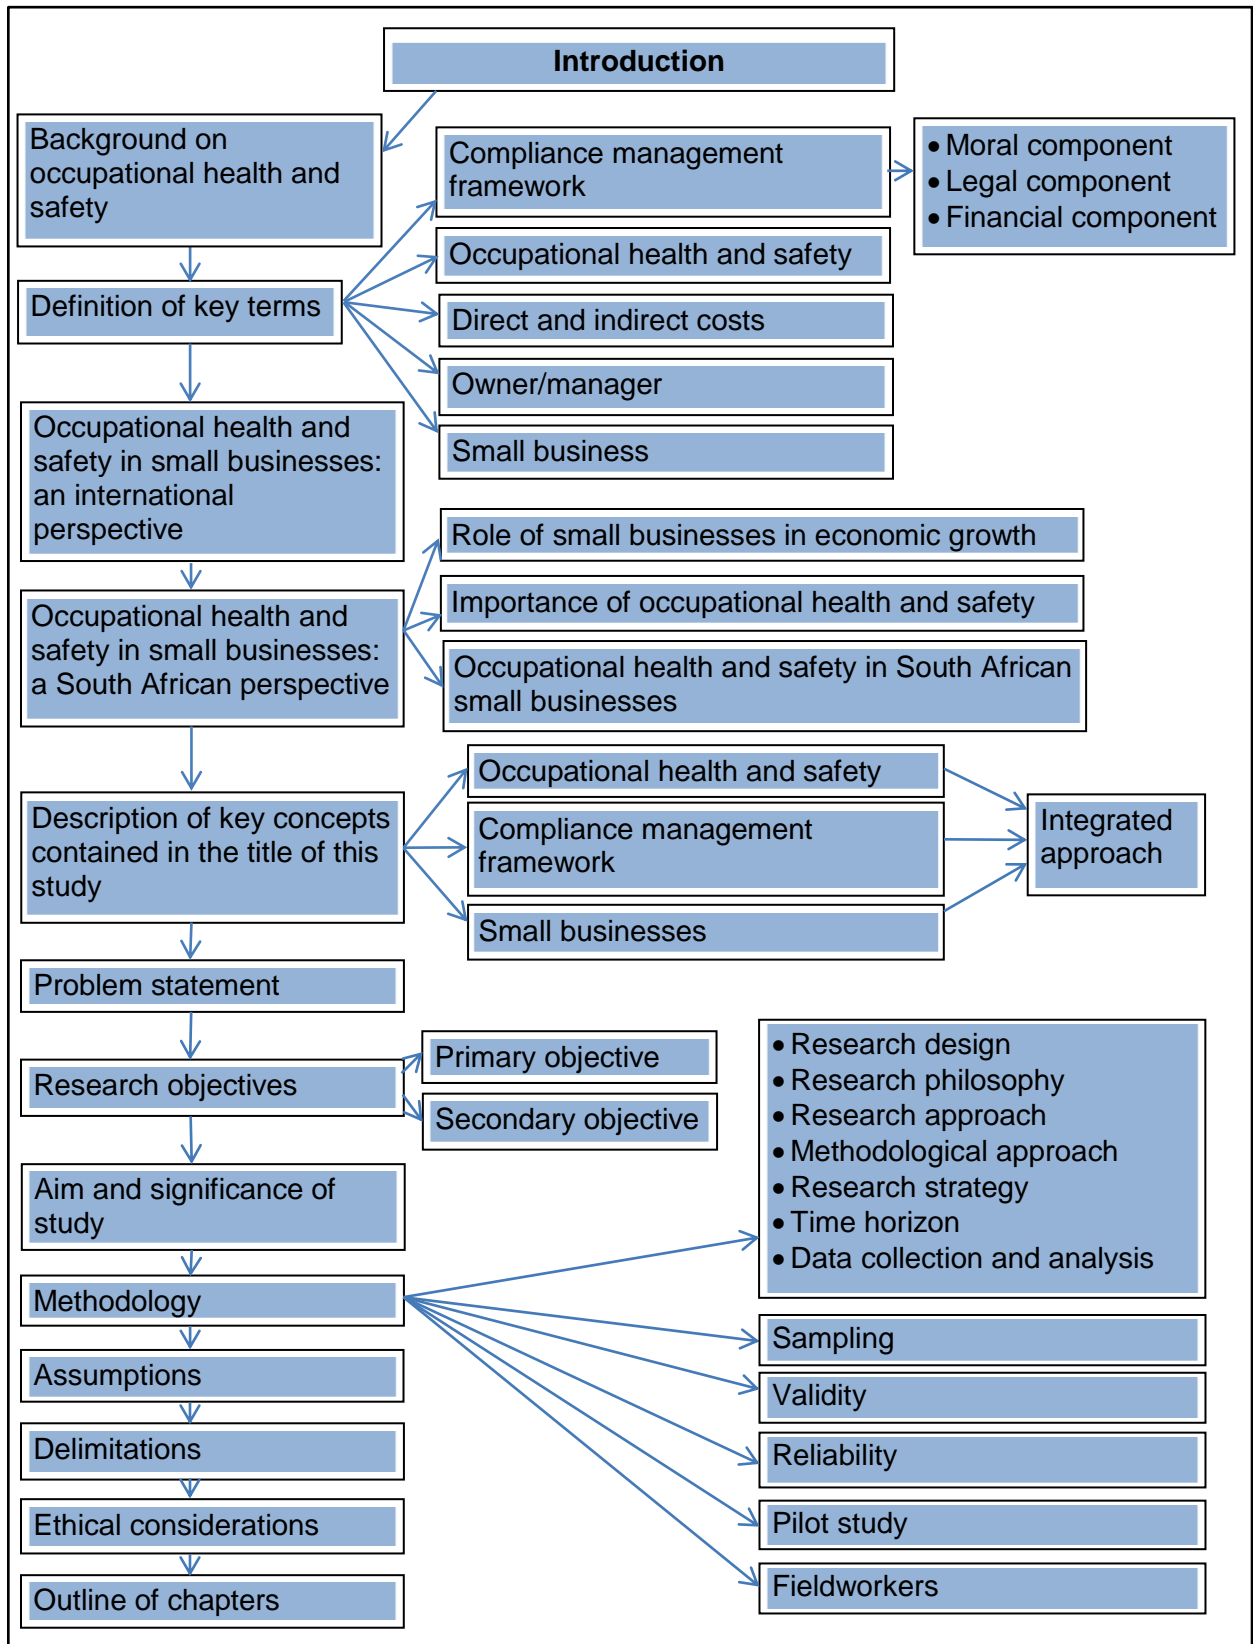 Introduction
Background on
occupational health and
safety
Compliance management
framework
• Moral component
• Legal component
• Financial component
Occupational health and safety
Definition of key terms
Direct and indirect costs
Owner/manager
Small business
Occupational health and
safety in small businesses:
an international
perspective
Role of small businesses in economic growth
Importance of occupational health and safety
Occupational health and safety in South African
small businesses
Occupational health and
safety in small businesses:
a South African perspective
Occupational health and safety
Compliance management
framework
Small businesses
Integrated
approach
Description of key concepts
contained in the title of this
study
Problem statement
Research objectives
Primary objective
Secondary objective
Aim and significance of
study
Methodology
• Research design
• Research philosophy
• Research approach
• Methodological approach
• Research strategy
• Time horizon
• Data collection and analysis
Sampling
Validity
Reliability
Pilot study
Fieldworkers
Assumptions
Delimitations
Ethical considerations
Outline of chapters